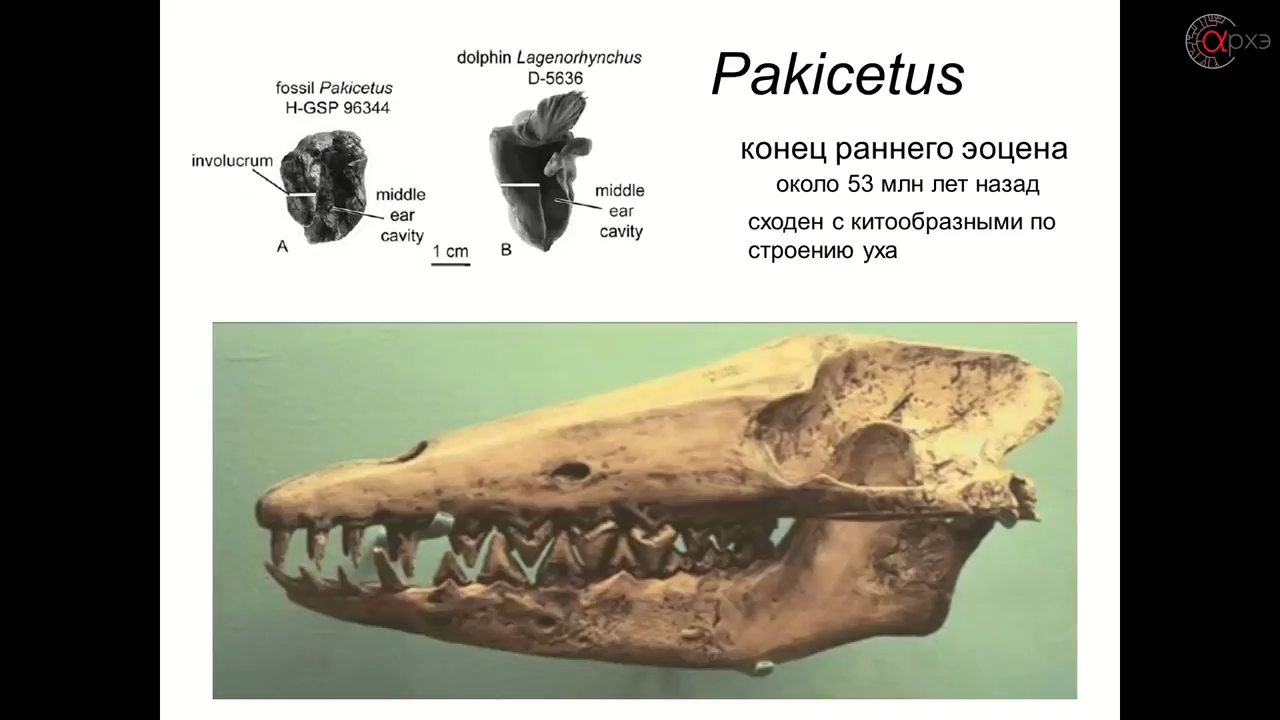 fossil Pakicetus
H-GSP 96344
involucrum
middle
ear
cavity
A
1 cm
dolphin Lagenorhynchus
D-5636
middle
ear
cavity
B
Pakicetus
конец раннего эоцена
около 53 млн лет назад
сходен с китообразными по
строению уха
αрхэ